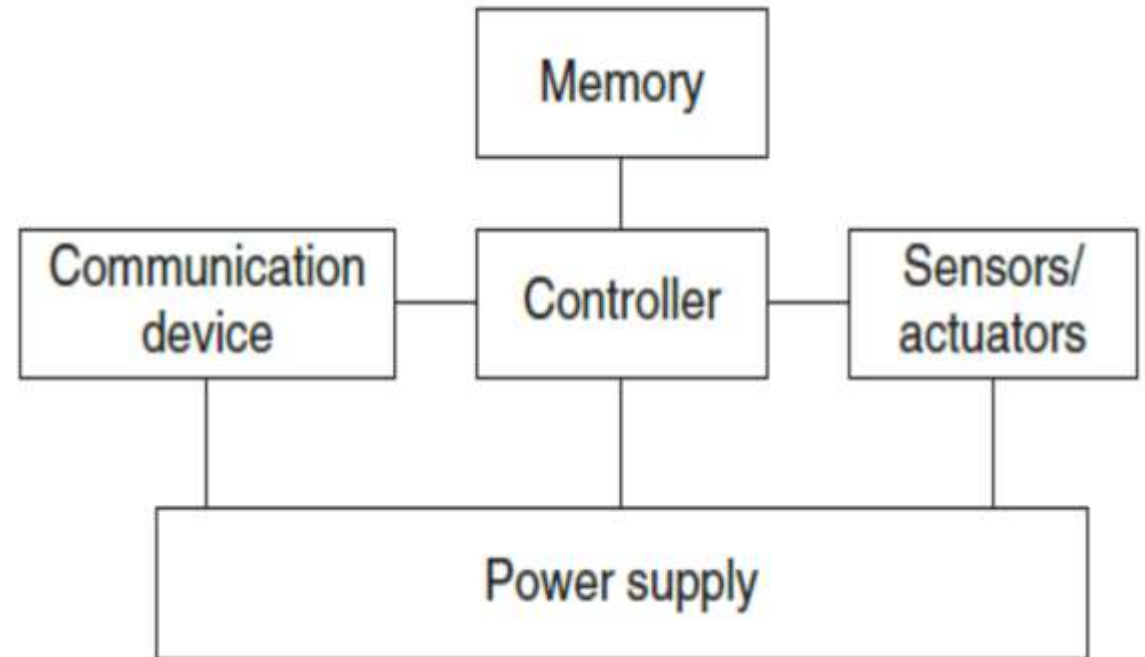 Memory
Communication
device
Controller
Sensors/
actuators
Power supply